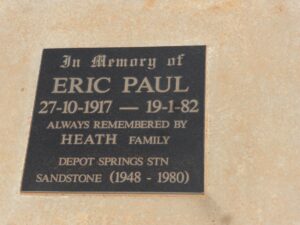 In Memory of
ERIC PAUL
27-10-1917 — 19-1-82
ALWAYS REMEMBERED BY
HEATH FAMILY
DEPOT SPRINGS STN
SANDSTONE (1948 - 1980)